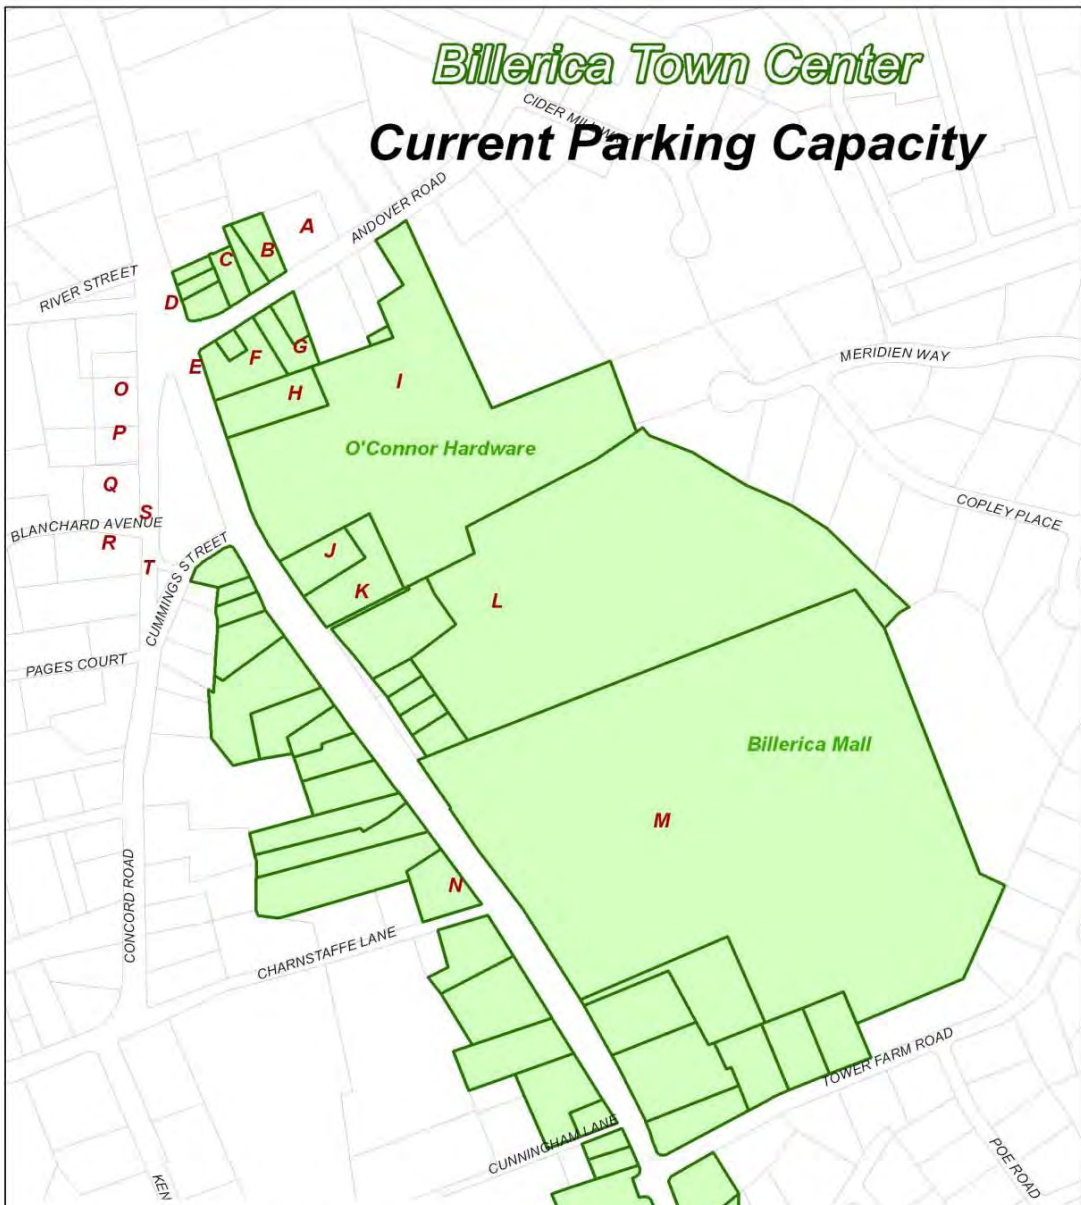 Billerica Town Center
CIDER MILL WAY
Current Parking Capacity
ANDOVER ROAD
A
B
C
RIVER STREET
D
G
F
E
MERIDIEN WAY
I
O
H
P
O'Connor Hardware
Q
COPLEY PLACE
S
BLANCHARD AVENUE
R
J
T
CUMMINGS STREET
K
L
PAGES COURT
Billerica Mall
M
N
CONCORD ROAD
CHARNSTAFFE LANE
TOWER FARM ROAD
CUNNINGHAM LANE
POE ROAD
KEN